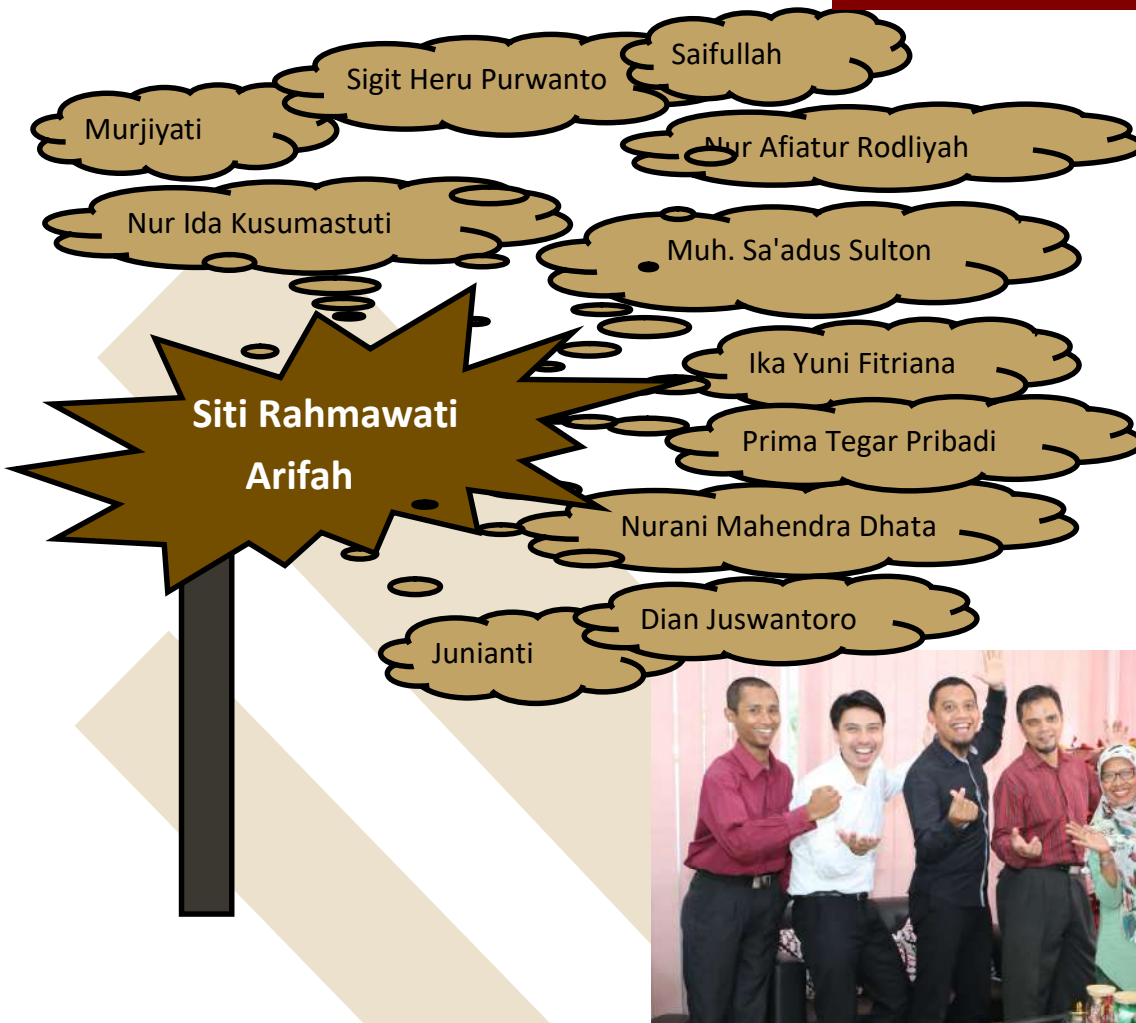 Saifullah
Sigit Heru Purwanto
Murjiyati
Nur Afiatur Rodliyah
Nur Ida Kusumastuti
Muh. Sa'adus Sulton
Ika Yuni Fitriana
Siti Rahmawati
Arifah
Prima Tegar Pribadi
Nurani Mahendra Dhata
Dian Juswantoro
Junianti